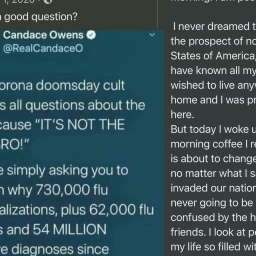 good question?
Candace Owens
@RealCandaceO
orona doomsday cult
s all questions about the
cause "IT'S NOT THE
RO!"
e simply asking you to
n why 730,000 flu
alizations, plus 62,000 flu
s and 54 MILLION
e diagnoses since
I never dreamed t
the prospect of no
States of America,
have known all my
wished to live anyw
home and I was pr
here.
But today I woke u
morning coffee I re
is about to change
no matter what I s
invaded our nation
never going to be
confused by the h
friends. I look at pe
my life so filled wit